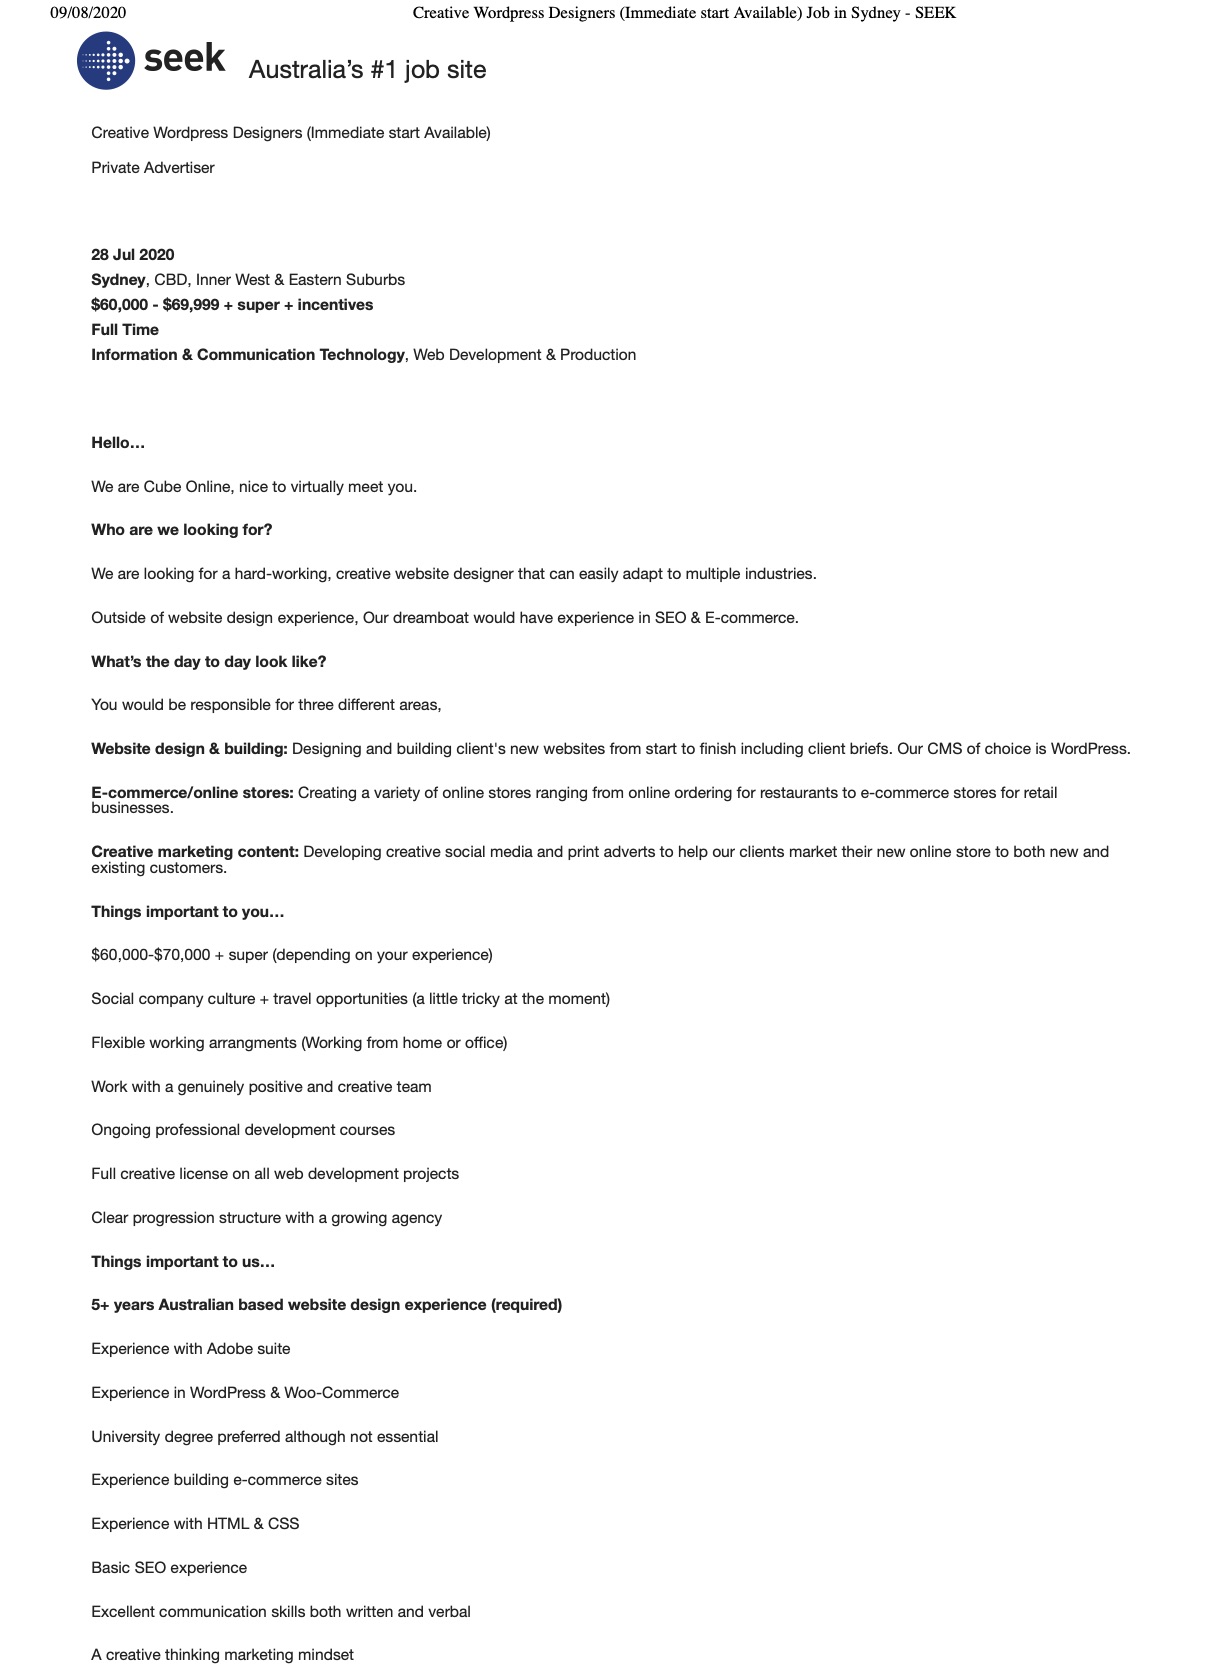 09/08/2020 Creative Wordpress Designers (Immediate start Available) Job in Sydney - SEEK
seek Australia’s #1 job site
Creative Wordpress Designers (Immediate start Available)
Private Advertiser
28 Jul 2020
Sydney, CBD, Inner West & Eastern Suburbs
$60,000 - $69,999 + super + incentives
Full Time
Information & Communication Technology, Web Development & Production
Hello…
We are Cube Online, nice to virtually meet you.
Who are we looking for?
We are looking for a hard-working, creative website designer that can easily adapt to multiple industries.
Outside of website design experience, Our dreamboat would have experience in SEO & E-commerce.
What’s the day to day look like?
You would be responsible for three different areas,
Website design & building: Designing and building client's new websites from start to finish including client briefs. Our CMS of choice is WordPress.
E-commerce/online stores: Creating a variety of online stores ranging from online ordering for restaurants to e-commerce stores for retail
businesses.
Creative marketing content: Developing creative social media and print adverts to help our clients market their new online store to both new and
existing customers.
Things important to you…
$60,000-$70,000 + super (depending on your experience)
Social company culture + travel opportunities (a little tricky at the moment)
Flexible working arrangments (Working from home or office)
Work with a genuinely positive and creative team
Ongoing professional development courses
Full creative license on all web development projects
Clear progression structure with a growing agency
Things important to us…
5+ years Australian based website design experience (required)
Experience with Adobe suite
Experience in WordPress & Woo-Commerce
University degree preferred although not essential
Experience building e-commerce sites
Experience with HTML & CSS
Basic SEO experience
Excellent communication skills both written and verbal
A creative thinking marketing mindset